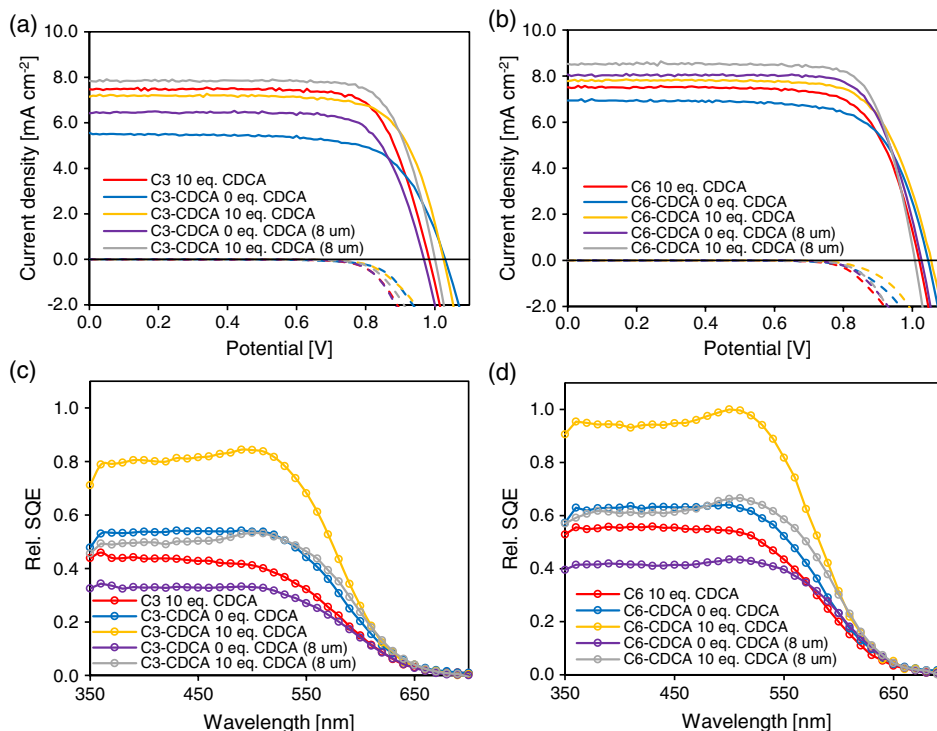 (a)
10.0
8.0
6.0
4.0
2.0
0.0
-2.0
Current density [mA cm⁻²]
C3 10 eq. CDCA
C3-CDCA 0 eq. CDCA
C3-CDCA 10 eq. CDCA
C3-CDCA 0 eq. CDCA (8 um)
C3-CDCA 10 eq. CDCA (8 um)
0.0 0.2 0.4 0.6 0.8 1.0
Potential [V]
(b)
10.0
8.0
6.0
4.0
2.0
0.0
-2.0
Current density [mA cm⁻²]
C6 10 eq. CDCA
C6-CDCA 0 eq. CDCA
C6-CDCA 10 eq. CDCA
C6-CDCA 0 eq. CDCA (8 um)
C6-CDCA 10 eq. CDCA (8 um)
0.0 0.2 0.4 0.6 0.8 1.0
Potential [V]
(c)
1.0
0.8
0.6
0.4
0.2
0.0
Rel. SQE
C3 10 eq. CDCA
C3-CDCA 0 eq. CDCA
C3-CDCA 10 eq. CDCA
C3-CDCA 0 eq. CDCA (8 um)
C3-CDCA 10 eq. CDCA (8 um)
350 450 550 650
Wavelength [nm]
(d)
1.0
0.8
0.6
0.4
0.2
0.0
Rel. SQE
C6 10 eq. CDCA
C6-CDCA 0 eq. CDCA
C6-CDCA 10 eq. CDCA
C6-CDCA 0 eq. CDCA (8 um)
C6-CDCA 10 eq. CDCA (8 um)
350 450 550 650
Wavelength [nm]